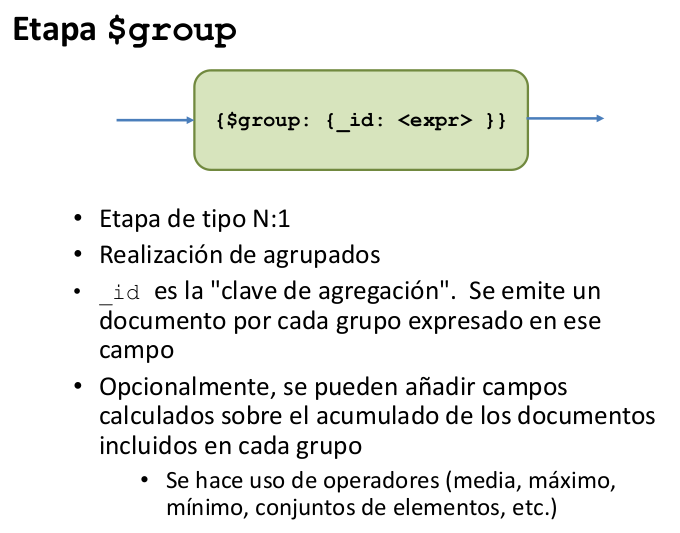 Etapa $group
{$group: {_id: <expr> }}
• Etapa de tipo N:1
• Realización de agrupados
• _id es la "clave de agregación". Se emite un
documento por cada grupo expresado en ese
campo
• Opcionalmente, se pueden añadir campos
calculados sobre el acumulado de los documentos
incluidos en cada grupo
• Se hace uso de operadores (media, máximo,
mínimo, conjuntos de elementos, etc.)